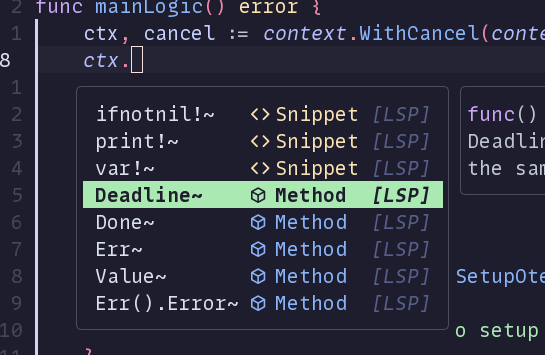 2 func mainLogic() error {
1 ctx, cancel := context.WithCancel(conte
8 ctx.
1
2 ifnotnil!~ <> Snippet [LSP] func()
3 print!~ <> Snippet [LSP] Deadlin
4 var!~ <> Snippet [LSP] the sam
5 Deadline~ Method [LSP]
6 Done~ Method [LSP]
7 Err~ Method [LSP]
8 Value~ Method [LSP] SetupOte
9 Err().Error~ Method [LSP]
10 o setup
11 }